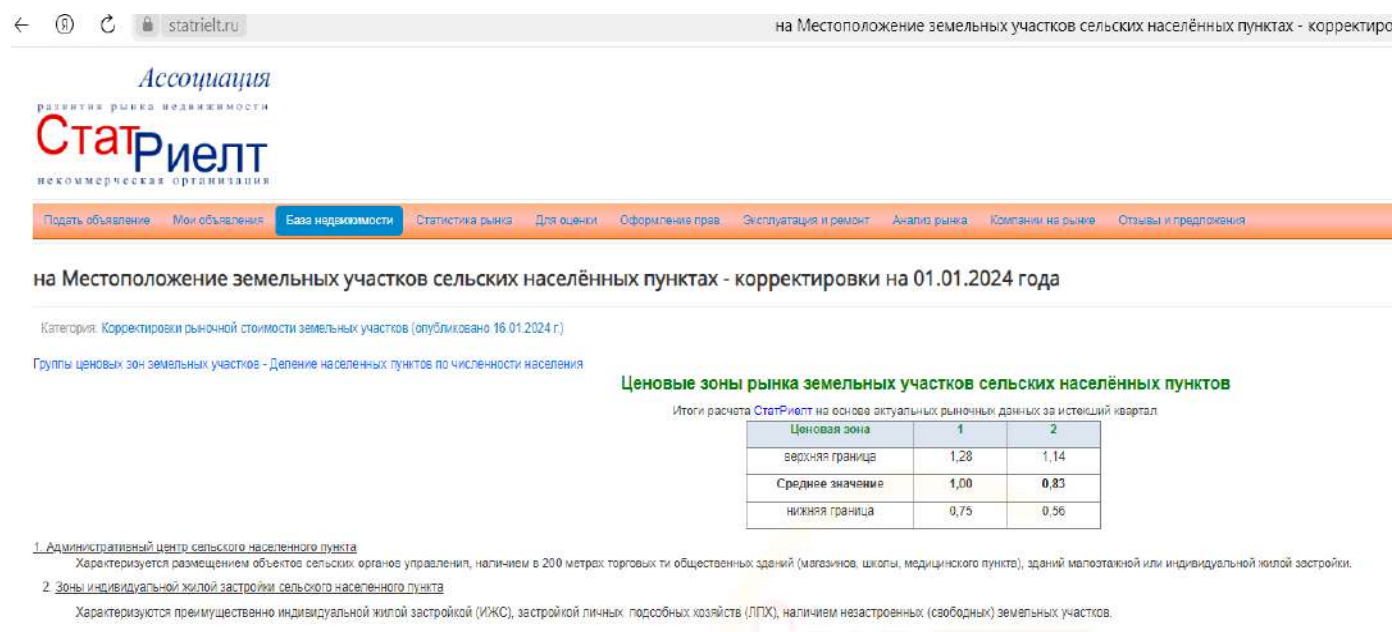 statrielt.ru
на Местоположение земельных участков сельских населённых пунктах - корректиро
Ассоциация
развития рынка недвижимости
СтатРиелт
некоммерческая организация
Подать объявление Мои объявления База недвижимости Статистика рынка Для оценки Оформление прав Эксплуатация и ремонт Анализ рынка Компании на рынке Отзывы и предложения
на Местоположение земельных участков сельских населённых пунктах - корректировки на 01.01.2024 года
Категория: Корректировки рыночной стоимости земельных участков (опубликовано 16.01.2024 г.)
Группы ценовых зон земельных участков - Деление населенных пунктов по численности населения
Ценовые зоны рынка земельных участков сельских населённых пунктов
Итоги расчета СтатРиелт на основе актуальных рыночных данных за истекший квартал
Ценовая зона 1 2
верхняя граница 1,28 1,14
Среднее значение 1,00 0,83
нижняя граница 0,75 0,56
1. Административный центр сельского населенного пункта
Характеризуется размещением объектов сельских органов управления, наличием в 200 метрах торговых ти общественных зданий (магазинов, школы, медицинского пункта), зданий малоэтажной или индивидуальной жилой застройки.
2. Зоны индивидуальной жилой застройки сельского населенного пункта
Характеризуются преимущественно индивидуальной жилой застройкой (ИЖС), застройкой личных подсобных хозяйств (ЛПХ), наличием незастроенных (свободных) земельных участков.